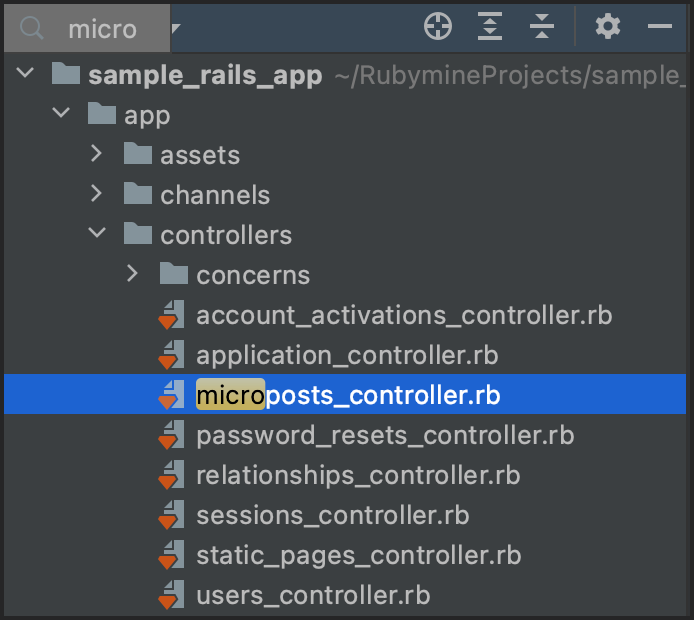 micro
sample_rails_app ~/RubymineProjects/sample_
app
assets
channels
controllers
concerns
account_activations_controller.rb
application_controller.rb
microposts_controller.rb
password_resets_controller.rb
relationships_controller.rb
sessions_controller.rb
static_pages_controller.rb
users_controller.rb